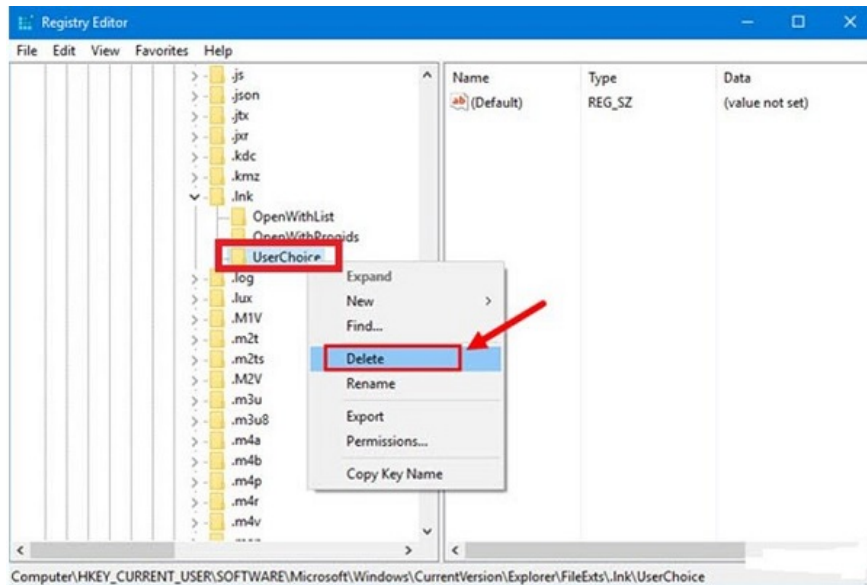 Registry Editor
File Edit View Favorites Help
.js
.json
.jtx
.jxr
.kdc
.kmz
.lnk
OpenWithList
OpenWithProgids
UserChoice
.log
.lux
.M1V
.m2t
.m2ts
.M2V
.m3u
.m3u8
.m4a
.m4b
.m4p
.m4r
.m4v
Name Type Data
ab (Default) REG_SZ (value not set)
Expand
New
Find...
Delete
Rename
Export
Permissions...
Copy Key Name
Computer\HKEY_CURRENT_USER\SOFTWARE\Microsoft\Windows\CurrentVersion\Explorer\FileExts\.lnk\UserChoice